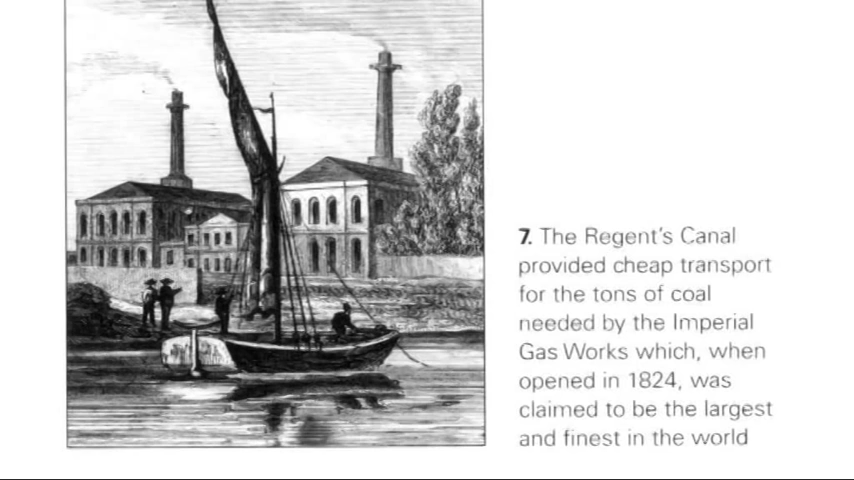 7. The Regent's Canal
provided cheap transport
for the tons of coal
needed by the Imperial
Gas Works which, when
opened in 1824, was
claimed to be the largest
and finest in the world